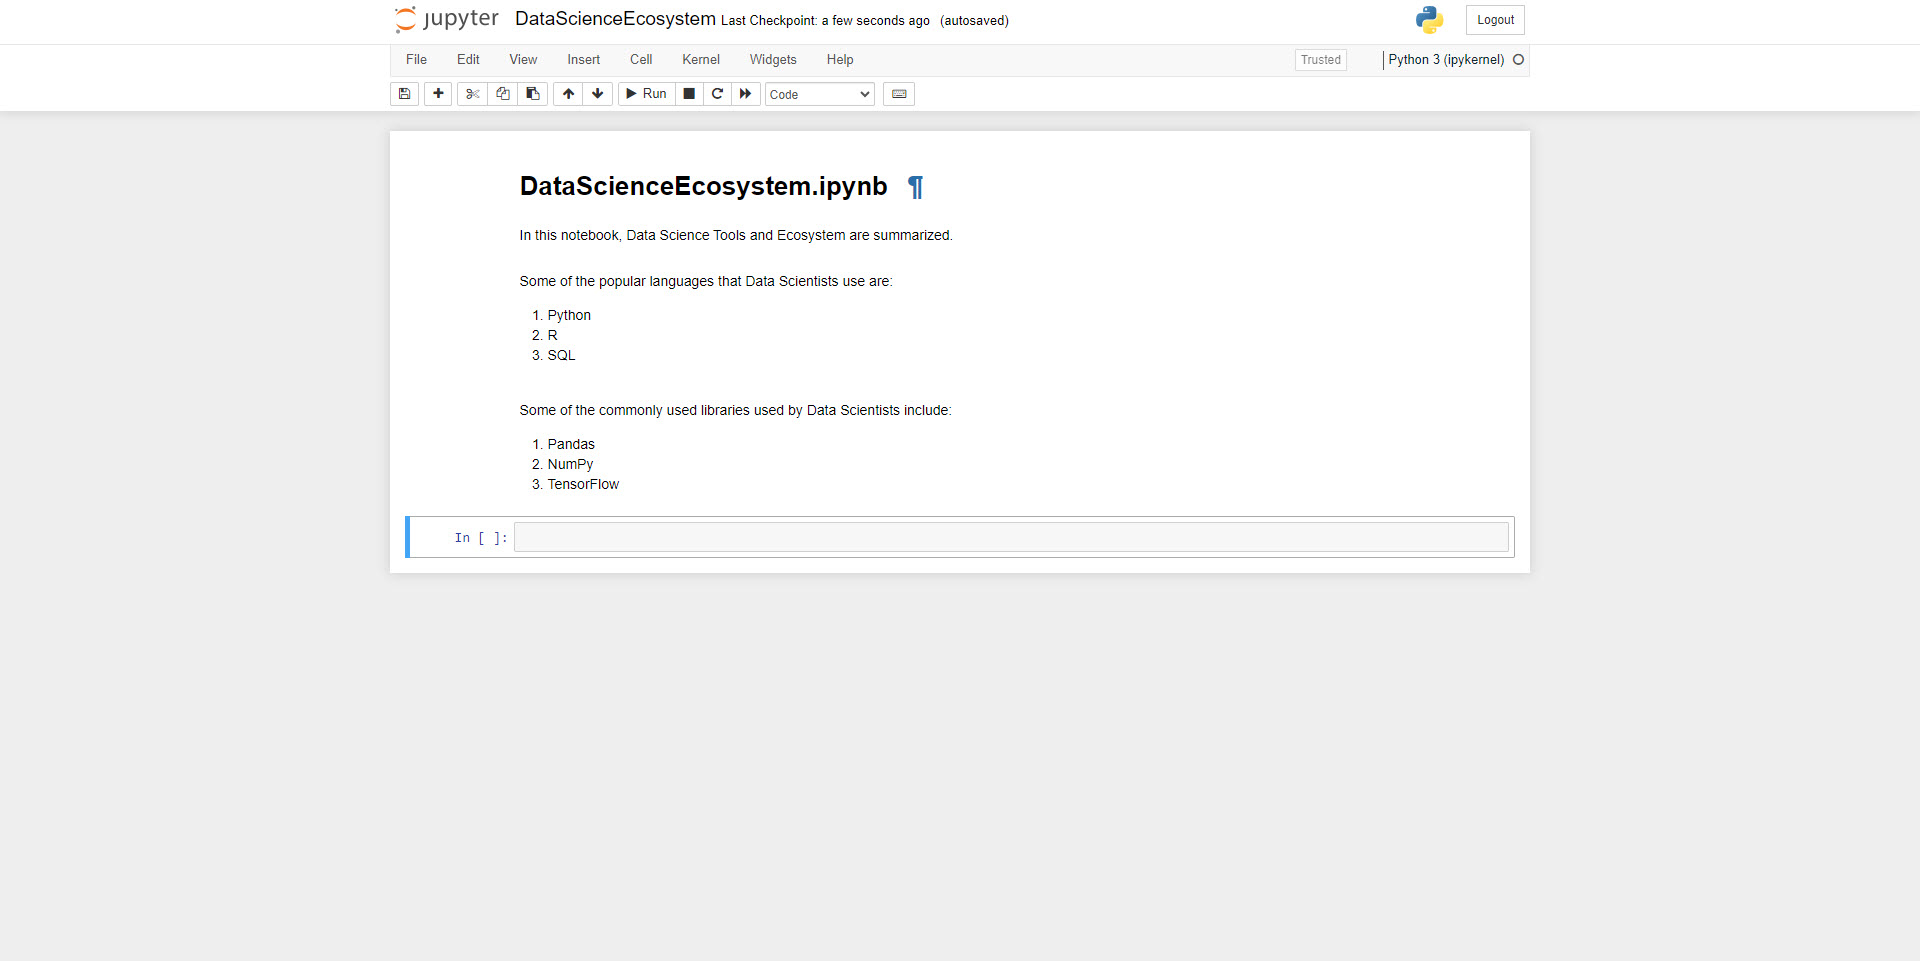 jupyter DataScienceEcosystem Last Checkpoint: a few seconds ago (autosaved) Logout
File Edit View Insert Cell Kernel Widgets Help Trusted Python 3 (ipykernel)
Run Code
DataScienceEcosystem.ipynb ¶
In this notebook, Data Science Tools and Ecosystem are summarized.
Some of the popular languages that Data Scientists use are:
1. Python
2. R
3. SQL
Some of the commonly used libraries used by Data Scientists include:
1. Pandas
2. NumPy
3. TensorFlow
In [ ]: